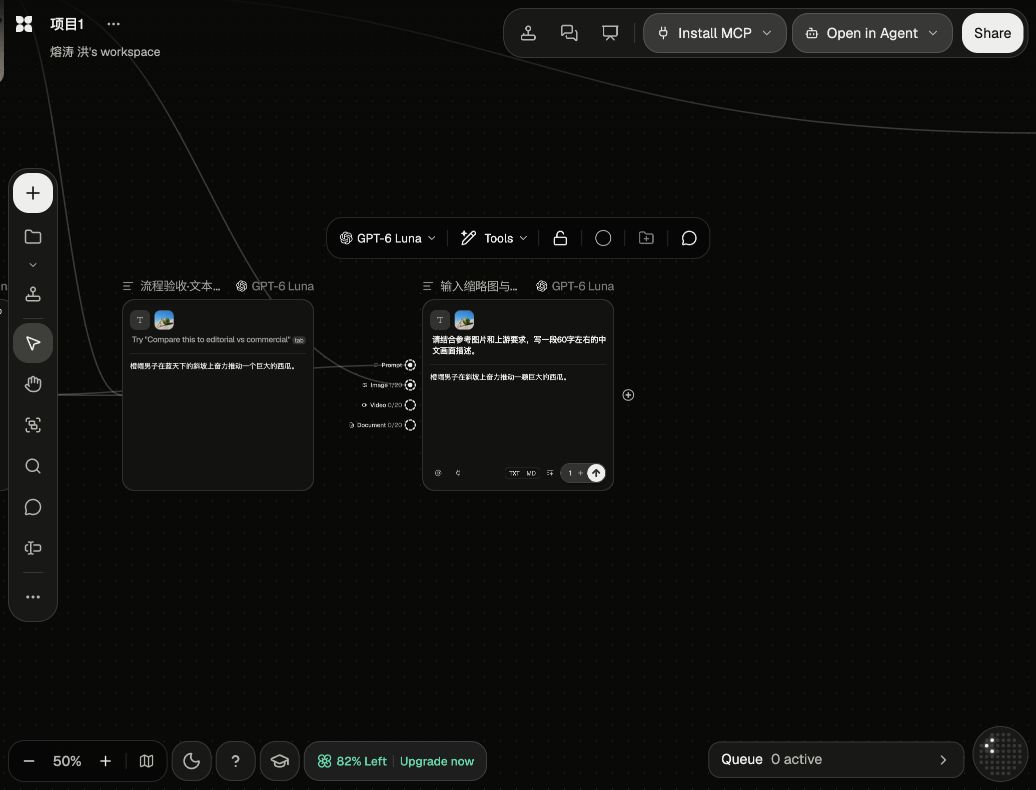 项目1
熔涛 洪's workspace
Install MCP
Open in Agent
Share
GPT-6 Luna
Tools
流程验收·文本...
GPT-6 Luna
T
Try "Compare this to editorial vs commercial" tab
橙帽男子在蓝天下的斜坡上奋力推动一个巨大的西瓜。
输入缩略图与...
GPT-6 Luna
T
请结合参考图片和上游要求，写一段60字左右的中
文画面描述。
橙帽男子在斜坡上奋力推动一颗巨大的西瓜。
Prompt
Image 1/20
Video 0/20
Document 0/20
TXT MD
1 +
50%
?
82% Left
Upgrade now
Queue 0 active